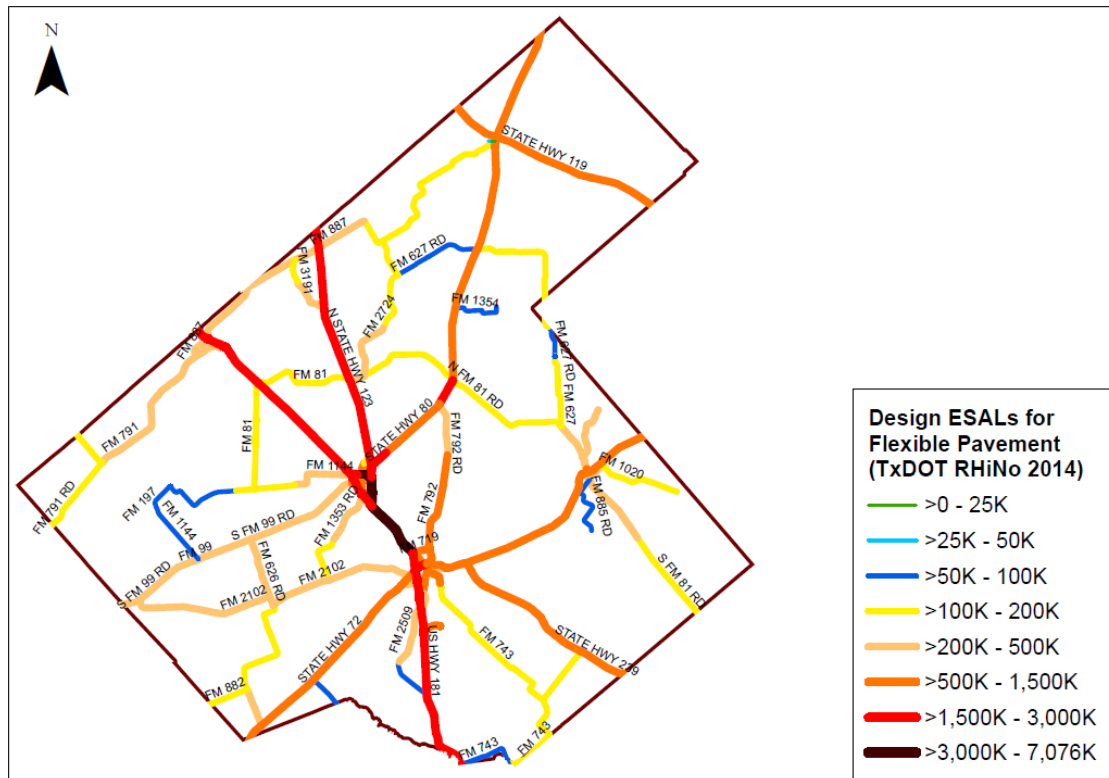 N
STATE HWY 119
FM 887
FM 627 RD
FM 3191
FM 1354
FM 2724
N STATE HWY 123
FM 887
FM 627 RD
FM 81
N FM 81 RD
FM 627
STATE HWY 80
FM 791
FM 81
FM 792 RD
FM 1144
FM 1020
FM 791 RD
FM 197
FM 1353 RD
FM 792
FM 885 RD
FM 1144
S FM 99 RD
FM 719
FM 99
S FM 99 RD
FM 626 RD
FM 2102
FM 2102
S FM 81 RD
FM 2509
US HWY 181
FM 743
STATE HWY 72
STATE HWY 239
FM 882
FM 743
FM 743
Design ESALs for
Flexible Pavement
(TxDOT RHiNo 2014)
>0 - 25K
>25K - 50K
>50K - 100K
>100K - 200K
>200K - 500K
>500K - 1,500K
>1,500K - 3,000K
>3,000K - 7,076K